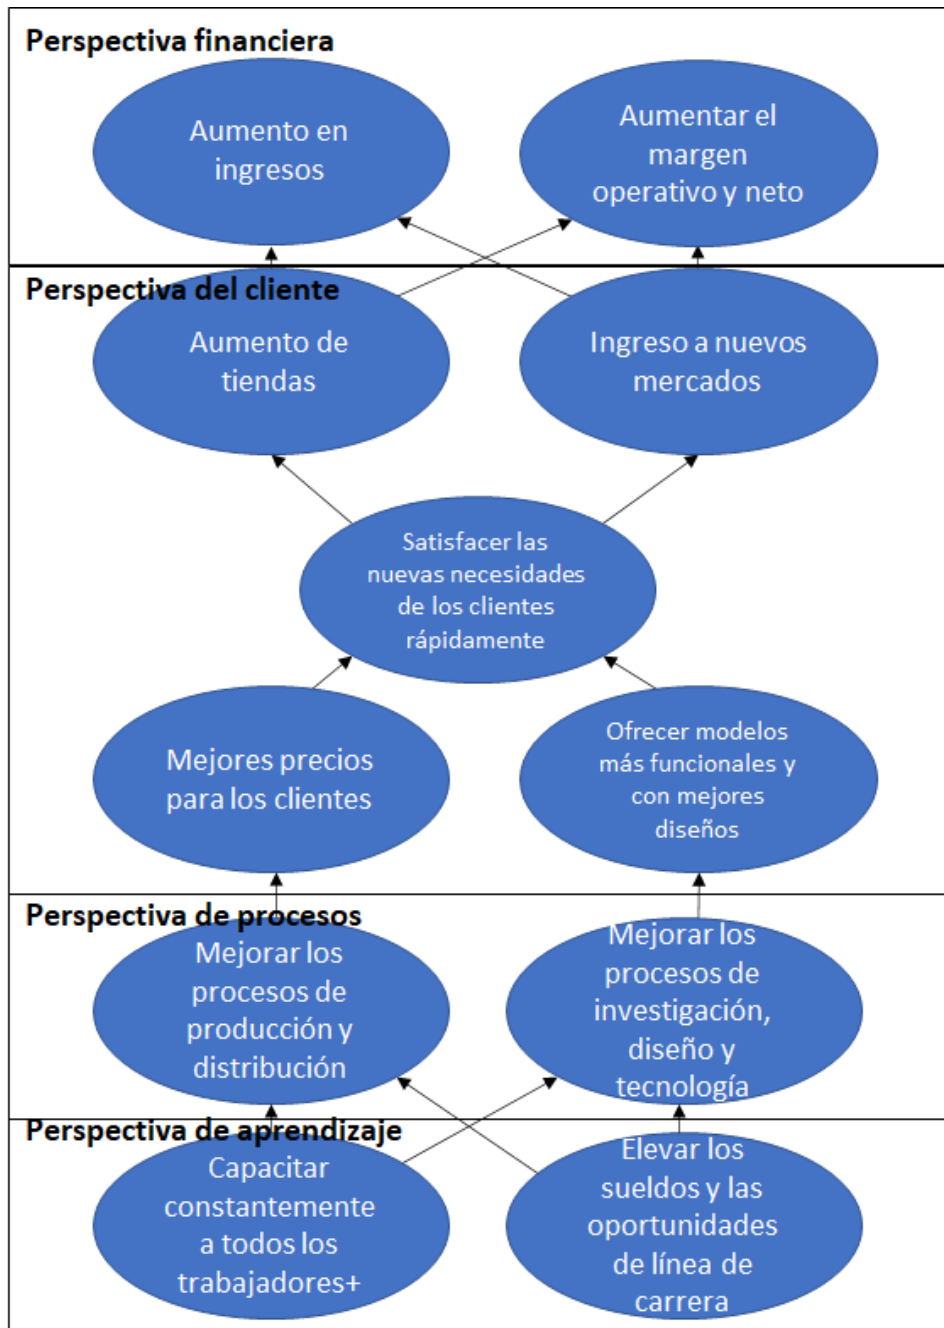 Perspectiva financiera
Aumento en
ingresos
Aumentar el
margen
operativo y neto
Perspectiva del cliente
Aumento de
tiendas
Ingreso a nuevos
mercados
Satisfacer las
nuevas necesidades
de los clientes
rápidamente
Mejores precios
para los clientes
Ofrecer modelos
más funcionales y
con mejores
diseños
Perspectiva de procesos
Mejorar los
procesos de
producción y
distribución
Mejorar los
procesos de
investigación,
diseño y
tecnología
Perspectiva de aprendizaje
Capacitar
constantemente
a todos los
trabajadores+
Elevar los
sueldos y las
oportunidades
de línea de
carrera